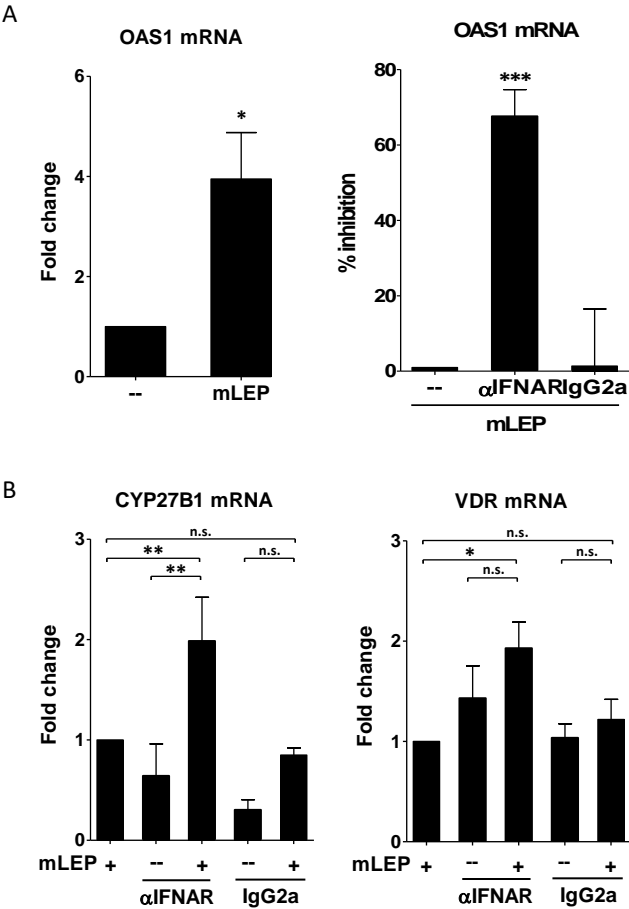 A
OAS1 mRNA
Fold change
6
4
2
0
*
--
mLEP
OAS1 mRNA
% inhibition
80
60
40
20
0
***
--
αIFNAR
IgG2a
mLEP
B
CYP27B1 mRNA
Fold change
3
2
1
0
n.s.
**
**
n.s.
mLEP
+
--
+
--
+
αIFNAR
IgG2a
VDR mRNA
Fold change
3
2
1
0
n.s.
*
n.s.
n.s.
mLEP
+
--
+
--
+
αIFNAR
IgG2a